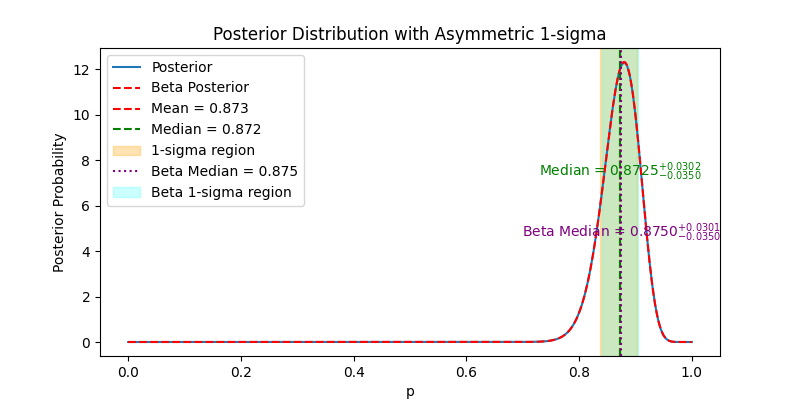 Posterior Distribution with Asymmetric 1-sigma
Posterior Probability
12
10
8
6
4
2
0
Posterior
Beta Posterior
Mean = 0.873
Median = 0.872
1-sigma region
Beta Median = 0.875
Beta 1-sigma region
Median = 0.8725 +0.0302 −0.0350
Beta Median = 0.8750 +0.0301 −0.0350
0.0 0.2 0.4 0.6 0.8 1.0
p